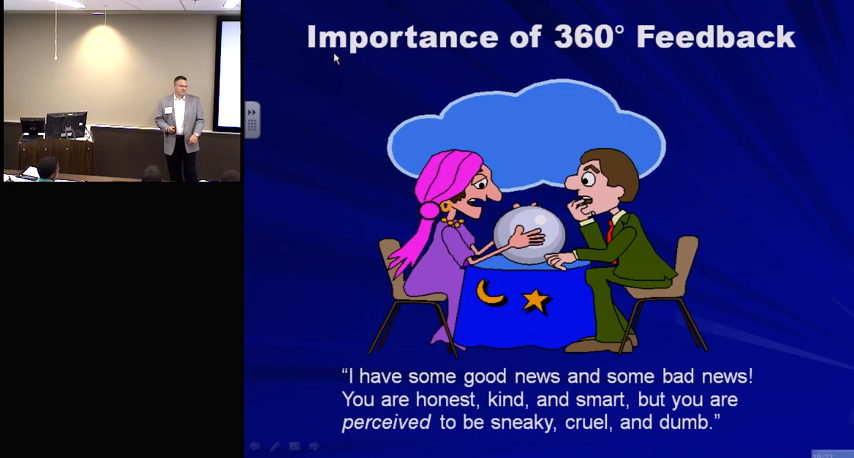 Importance of 360° Feedback
“I have some good news and some bad news!
You are honest, kind, and smart, but you are
perceived to be sneaky, cruel, and dumb.”